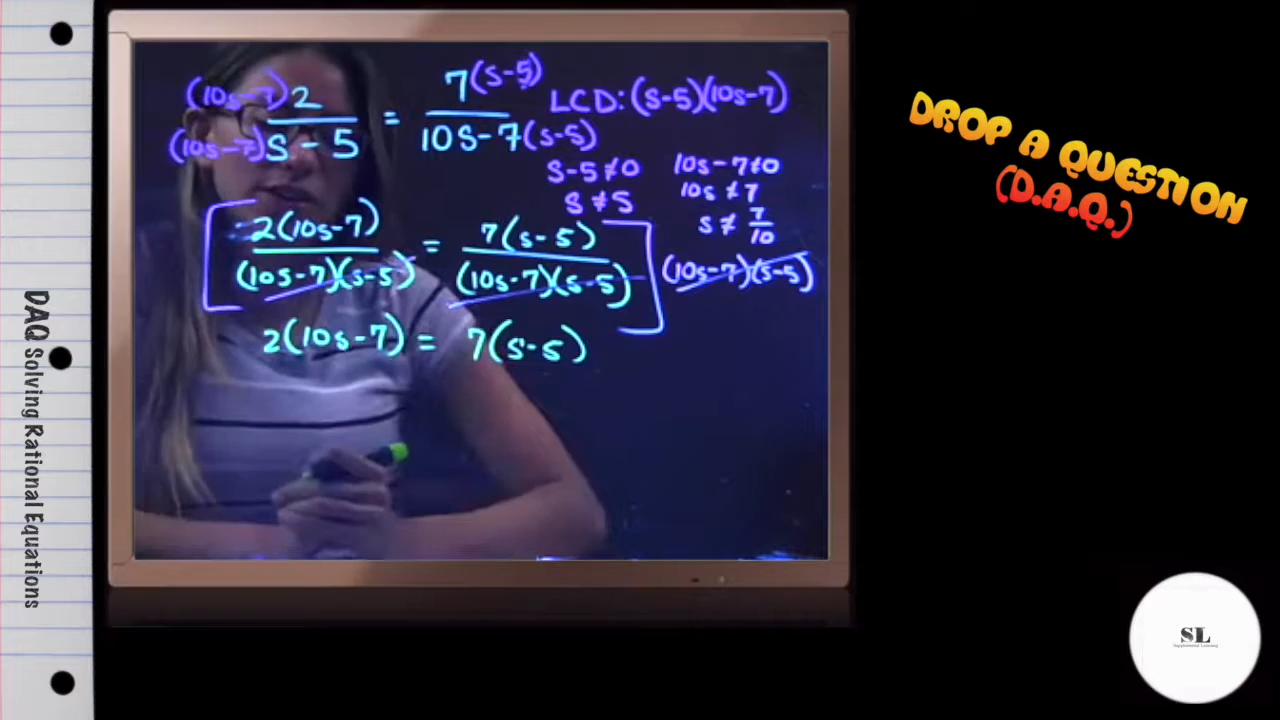 DAQ Solving Rational Equations
(10s-7) 2 = 7(s-5)
(10s-7) s - 5 10s-7(s-5)
LCD: (s-5)(10s-7)
s-5≠0 10s-7≠0
s≠5 10s≠7
s≠ 7/10
[2(10s-7) = 7(s-5)]
(10s-7)(s-5) (10s-7)(s-5) (10s-7)(s-5)
2(10s-7) = 7(s-5)
DROP A QUESTION
(D.A.Q.)
SL
Supplemental Learning